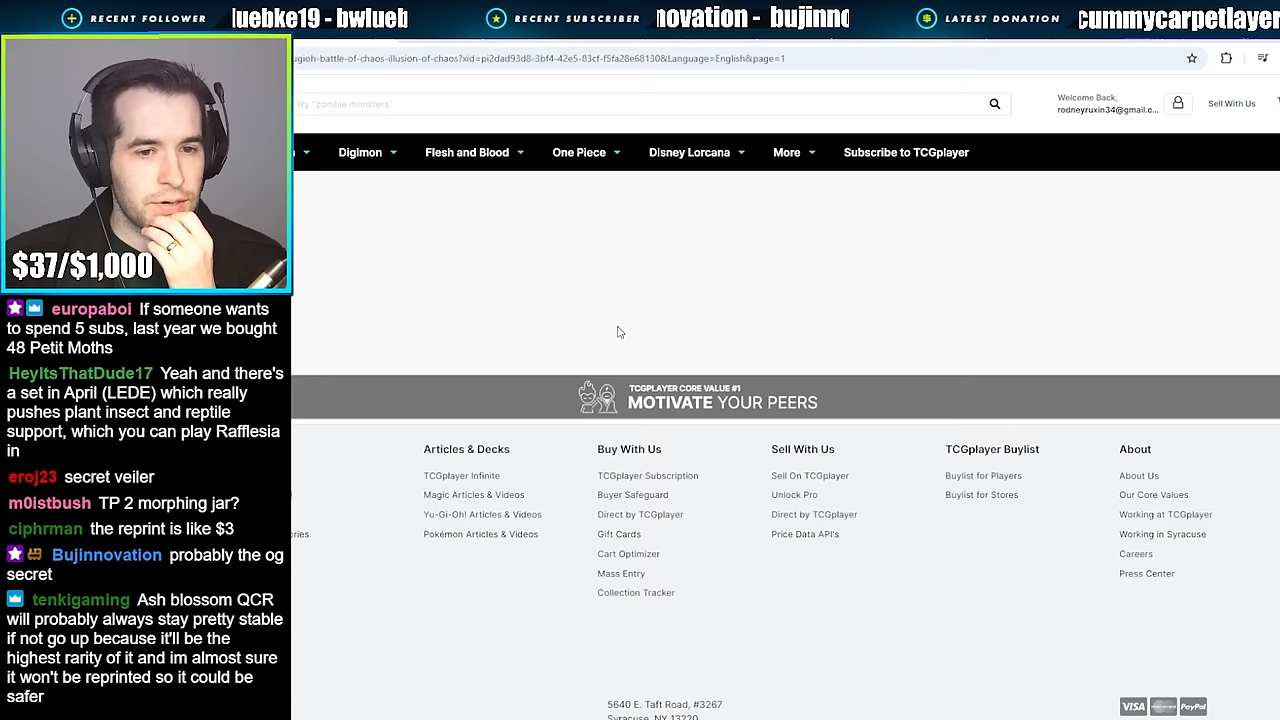 RECENT FOLLOWER
luebke19 - bwlueb
RECENT SUBSCRIBER
novation - bujinno
LATEST DONATION
cummycarpetlayer
ugioh-battle-of-chaos-illusion-of-chaos?xid=pi2dad93d8-3bf4-42e5-83cf-f5fa28e68130&Language=English&page=1
Try "zombie monsters"
Welcome Back,
rodneyruxin34@gmail.c...
Sell With Us
Digimon
Flesh and Blood
One Piece
Disney Lorcana
More
Subscribe to TCGplayer
$37/$1,000
europaboi If someone wants
to spend 5 subs, last year we bought
48 Petit Moths
HeyItsThatDude17 Yeah and there's
a set in April (LEDE) which really
pushes plant insect and reptile
support, which you can play Rafflesia
in
eroj23 secret veiler
m0istbush TP 2 morphing jar?
ciphrman the reprint is like $3
Bujinnovation probably the og
secret
tenkigaming Ash blossom QCR
will probably always stay pretty stable
if not go up because it'll be the
highest rarity of it and im almost sure
it won't be reprinted so it could be
safer
TCGPLAYER CORE VALUE #1
MOTIVATE YOUR PEERS
ries
Articles & Decks
TCGplayer Infinite
Magic Articles & Videos
Yu-Gi-Oh! Articles & Videos
Pokémon Articles & Videos
Buy With Us
TCGplayer Subscription
Buyer Safeguard
Direct by TCGplayer
Gift Cards
Cart Optimizer
Mass Entry
Collection Tracker
Sell With Us
Sell On TCGplayer
Unlock Pro
Direct by TCGplayer
Price Data API's
TCGplayer Buylist
Buylist for Players
Buylist for Stores
About
About Us
Our Core Values
Working at TCGplayer
Working in Syracuse
Careers
Press Center
5640 E. Taft Road, #3267
Syracuse, NY 13220
VISA
PayPal